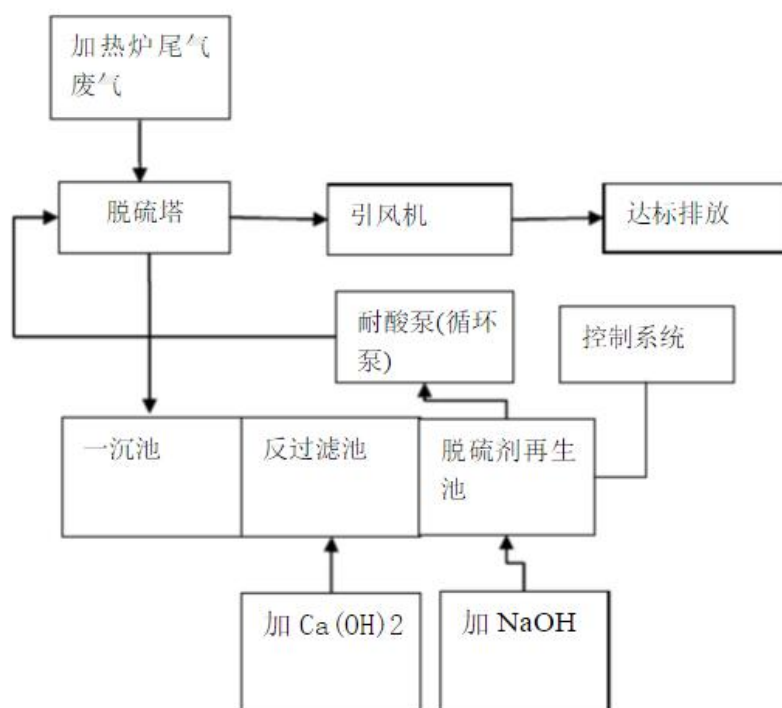 加热炉尾气
废气
脱硫塔
引风机
达标排放
耐酸泵(循环
泵)
控制系统
一沉池
反过滤池
脱硫剂再生
池
加 Ca(OH)2
加 NaOH